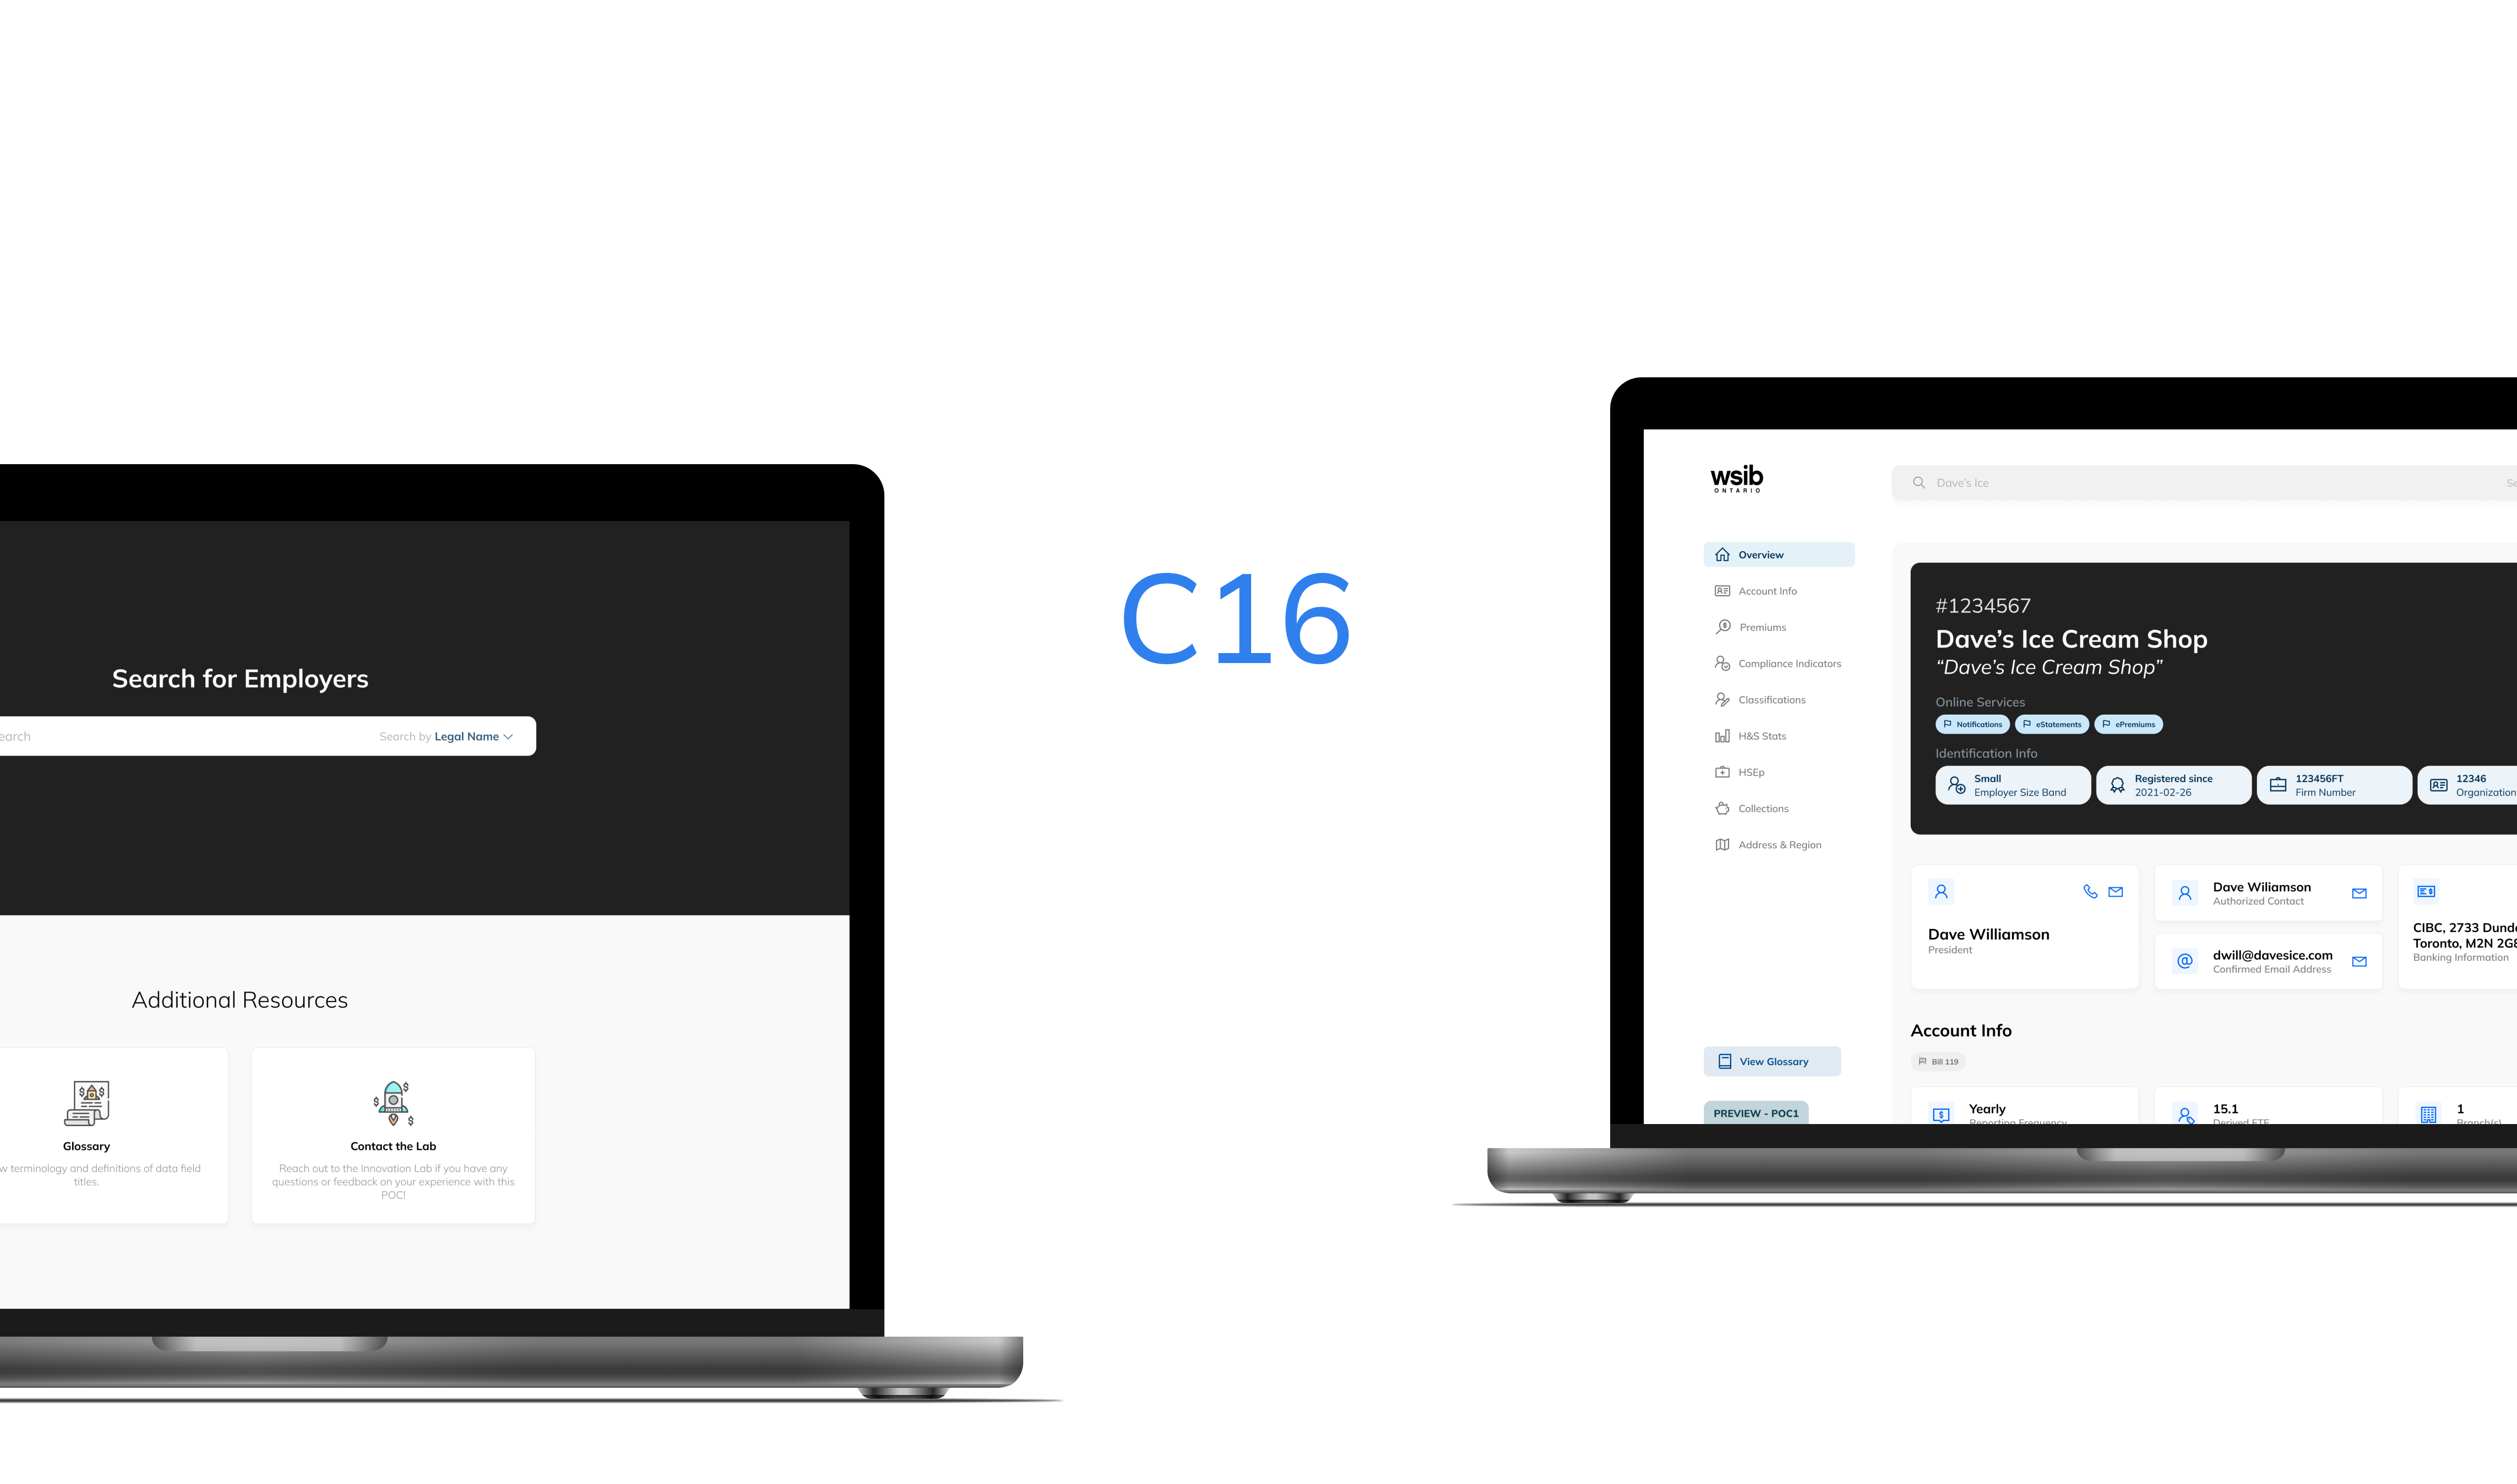 Search for Employers
Search by Legal Name
Additional Resources
Glossary
terminology and definitions of data field
titles.
Contact the Lab
Reach out to the Innovation Lab if you have any
questions or feedback on your experience with this
POC!
C16
wsib
ONTARIO
Dave's Ice
Overview
Account Info
Premiums
Compliance Indicators
Classifications
H&S Stats
HSEp
Collections
Address & Region
View Glossary
PREVIEW - POC1
#1234567
Dave’s Ice Cream Shop
“Dave’s Ice Cream Shop”
Online Services
Notifications
eStatements
ePremiums
Identification Info
Small
Employer Size Band
Registered since
2021-02-26
123456FT
Firm Number
12346
Organization
Dave Williamson
President
Dave Wiliamson
Authorized Contact
dwill@davesice.com
Confirmed Email Address
CIBC, 2733
Toronto, M2N
Banking Information
Account Info
Bill 119
Yearly
Reporting Frequency
15.1
Derived FTE
1
Branch(s)